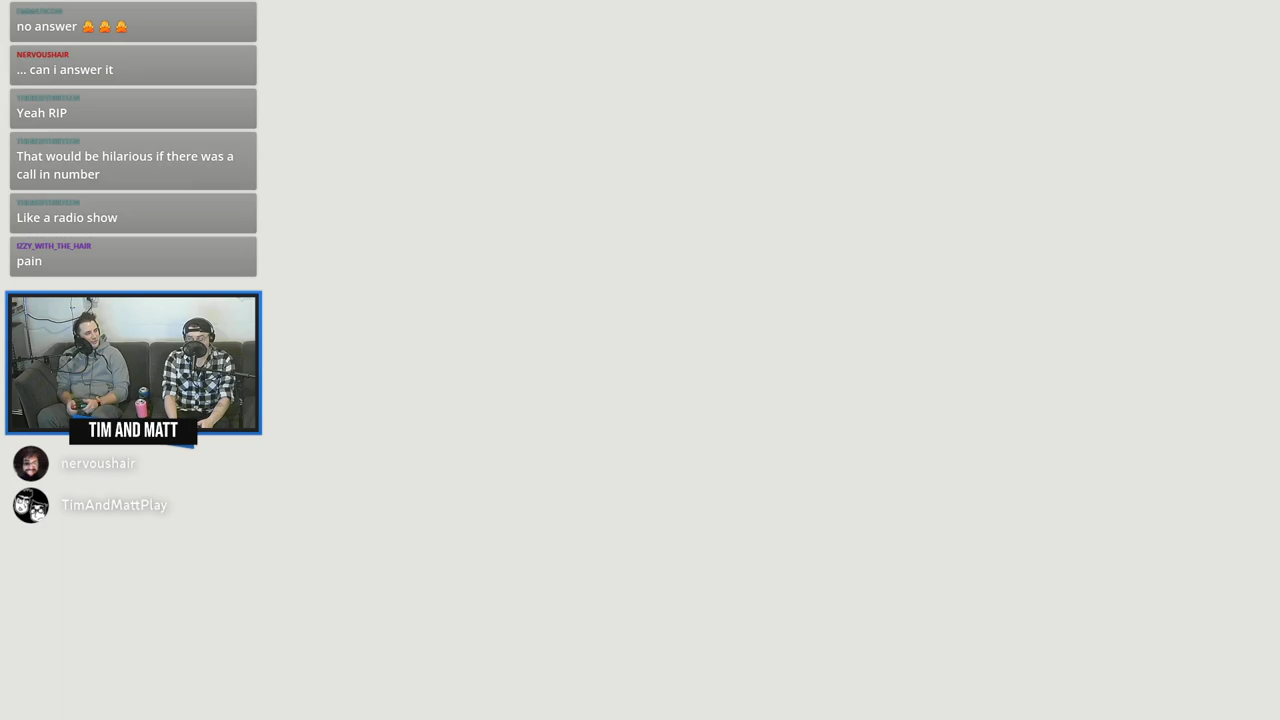 no answer 🙍 🙍 🙍
NERVOUSHAIR
... can i answer it
Yeah RIP
That would be hilarious if there was a
call in number
Like a radio show
IZZY_WITH_THE_HAIR
pain
TIM AND MATT
nervoushair
TimAndMattPlay